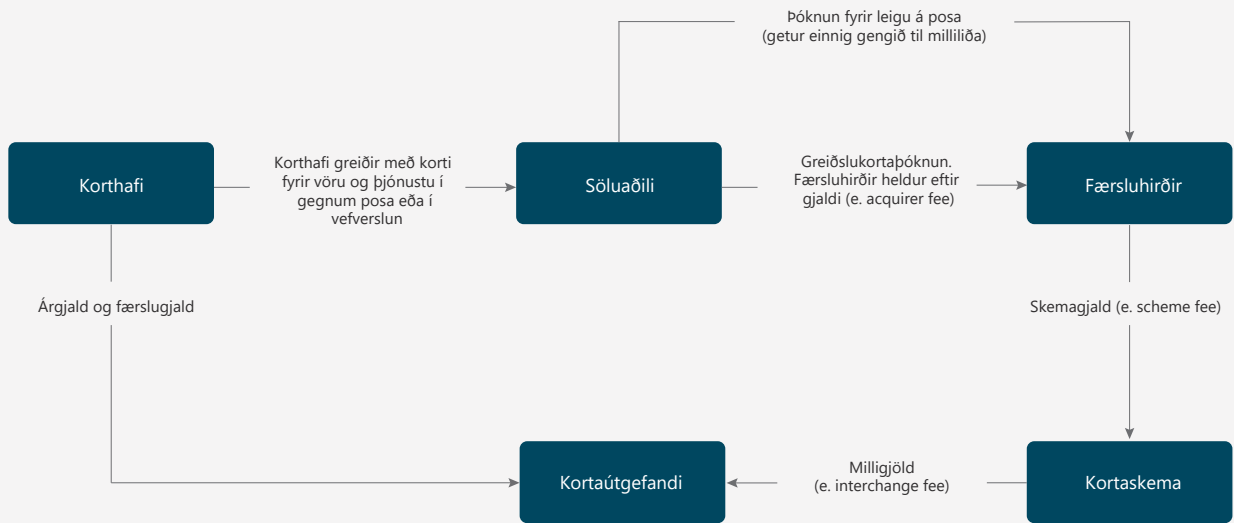 Þóknun fyrir leigu á posa
(getur einnig gengið til milliliða)
Korthafi
Korthafi greiðir með korti
fyrir vöru og þjónustu í
gegnum posa eða í
vefverslun
Söluaðili
Greiðslukortaþóknun.
Færsluhirðir heldur eftir
gjaldi (e. acquirer fee)
Færsluhirðir
Árgjald og færslugjald
Skemagjald (e. scheme fee)
Kortaútgefandi
Milligjöld
(e. interchange fee)
Kortaskema